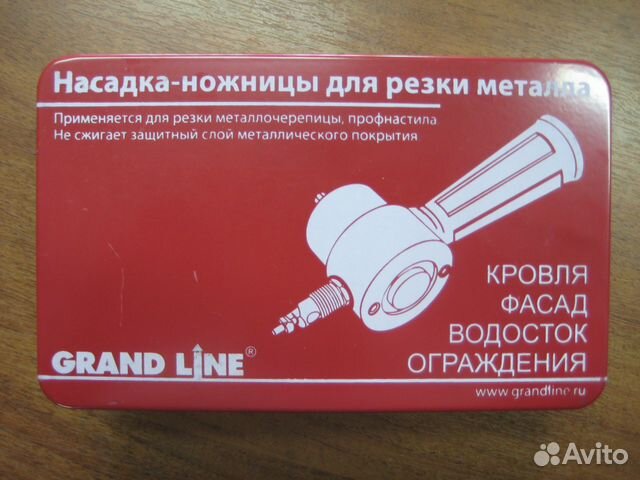 Насадка-ножницы для резки металла
Применяется для резки металлочерепицы, профнастила
Не сжигает защитный слой металлического покрытия
КРОВЛЯ
ФАСАД
ВОДОСТОК
ОГРАЖДЕНИЯ
GRAND LINE®
www.grandline.ru
Avito